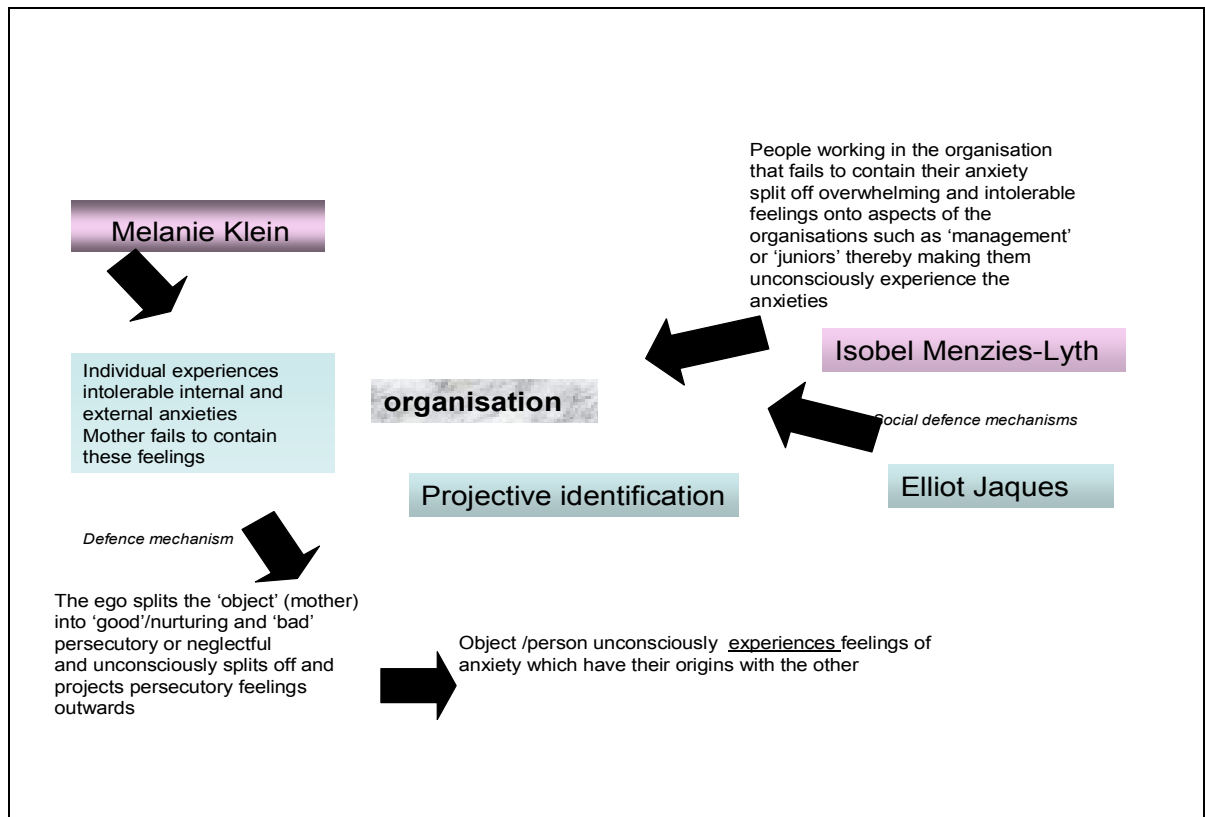 Melanie Klein
Individual experiences
intolerable internal and
external anxieties
Mother fails to contain
these feelings
Defence mechanism
The ego splits the ‘object’ (mother)
into ‘good’/nurturing and ‘bad’
persecutory or neglectful
and unconsciously splits off and
projects persecutory feelings
outwards
Object /person unconsciously experiences feelings of
anxiety which have their origins with the other
organisation
Projective identification
People working in the organisation
that fails to contain their anxiety
split off overwhelming and intolerable
feelings onto aspects of the
organisations such as ‘management’
or ‘juniors’ thereby making them
unconsciously experience the
anxieties
Isobel Menzies-Lyth
Social defence mechanisms
Elliot Jaques